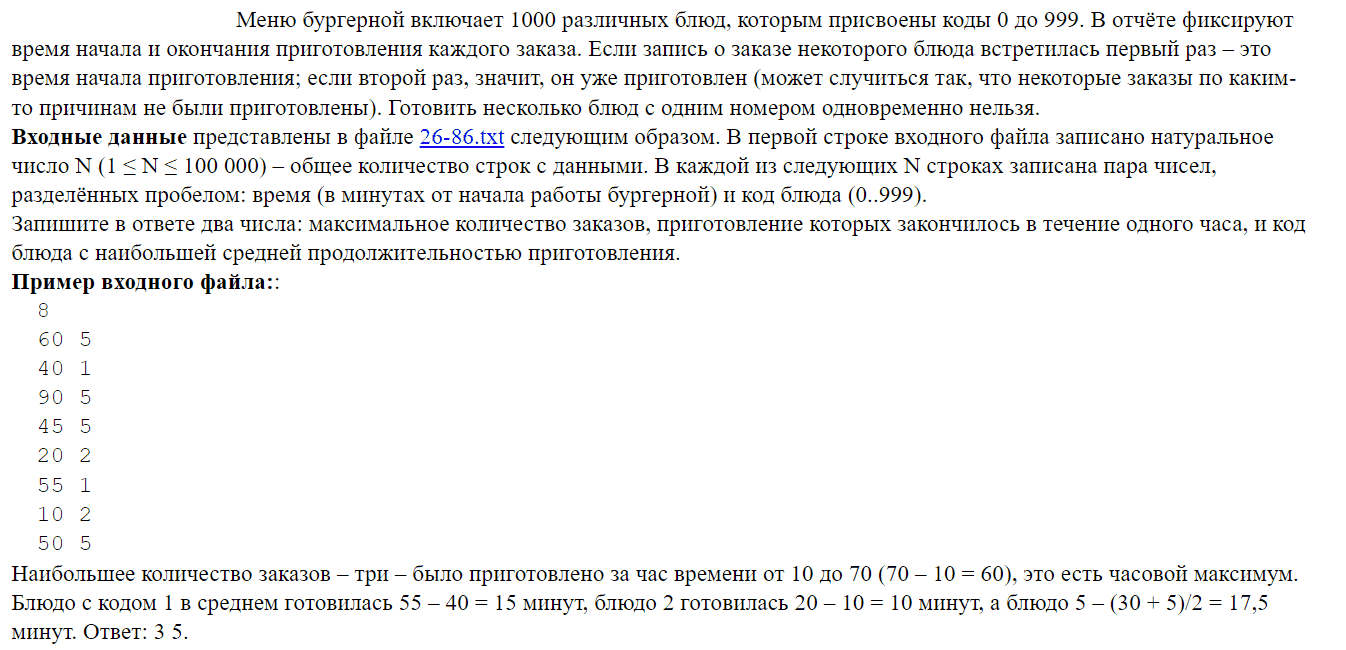 Меню бургерной включает 1000 различных блюд, которым присвоены коды 0 до 999. В отчёте фиксируют
время начала и окончания приготовления каждого заказа. Если запись о заказе некоторого блюда встретилась первый раз – это
время начала приготовления; если второй раз, значит, он уже приготовлен (может случиться так, что некоторые заказы по каким-
то причинам не были приготовлены). Готовить несколько блюд с одним номером одновременно нельзя.
Входные данные представлены в файле 26-86.txt следующим образом. В первой строке входного файла записано натуральное
число N (1 ≤ N ≤ 100 000) – общее количество строк с данными. В каждой из следующих N строках записана пара чисел,
разделённых пробелом: время (в минутах от начала работы бургерной) и код блюда (0..999).
Запишите в ответе два числа: максимальное количество заказов, приготовление которых закончилось в течение одного часа, и код
блюда с наибольшей средней продолжительностью приготовления.
Пример входного файла::
8
60 5
40 1
90 5
45 5
20 2
55 1
10 2
50 5
Наибольшее количество заказов – три – было приготовлено за час времени от 10 до 70 (70 – 10 = 60), это есть часовой максимум.
Блюдо с кодом 1 в среднем готовилась 55 – 40 = 15 минут, блюдо 2 готовилась 20 – 10 = 10 минут, а блюдо 5 – (30 + 5)/2 = 17,5
минут. Ответ: 3 5.